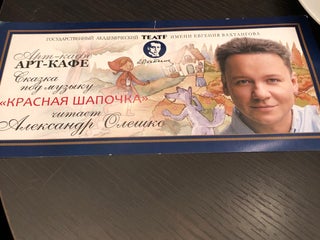 ГОСУДАРСТВЕННЫЙ АКАДЕМИЧЕСКИЙ ТЕАТР ИМЕНИ ЕВГЕНИЯ ВАХТАНГОВА
Арт-кафе
АРТ-КАФЕ
Сказка
под музыку
«КРАСНАЯ ШАПОЧКА»
читает
Александр Олешко